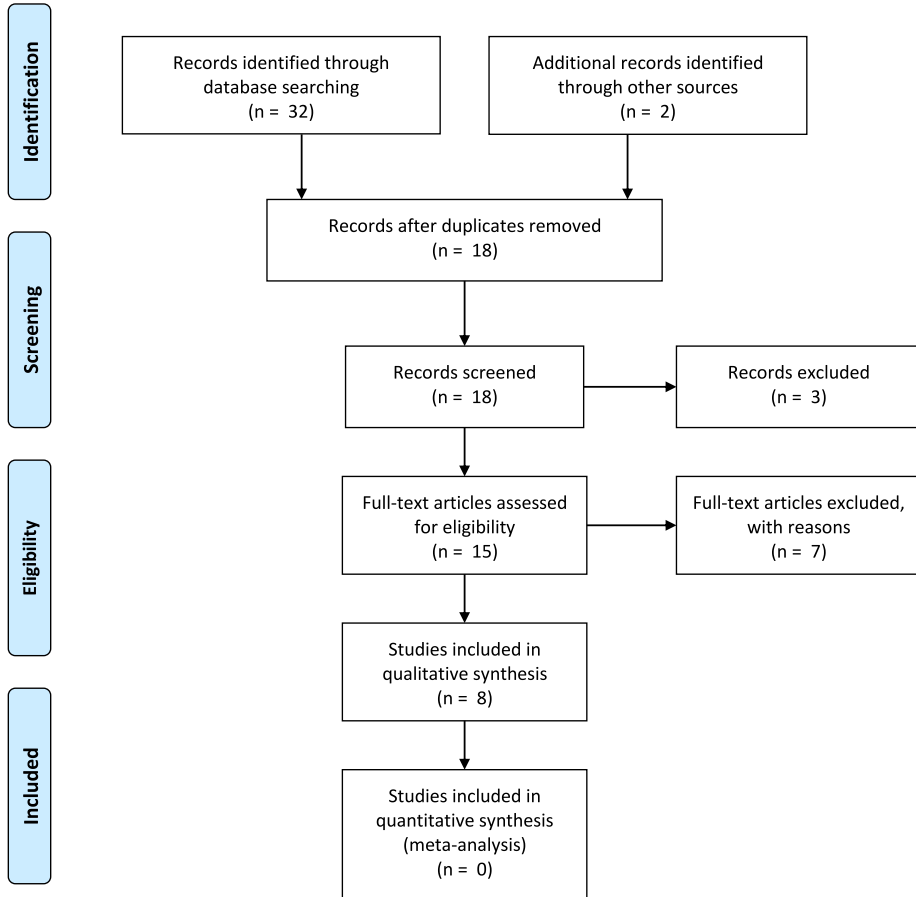 Identification
Records identified through
database searching
(n =  32)
Additional records identified
through other sources
(n =  2)
Records after duplicates removed
(n =  18)
Screening
Records screened
(n =  18)
Records excluded
(n =  3)
Eligibility
Full-text articles assessed
for eligibility
(n =  15)
Full-text articles excluded,
with reasons
(n =  7)
Studies included in
qualitative synthesis
(n =  8)
Included
Studies included in
quantitative synthesis
(meta-analysis)
(n =  0)